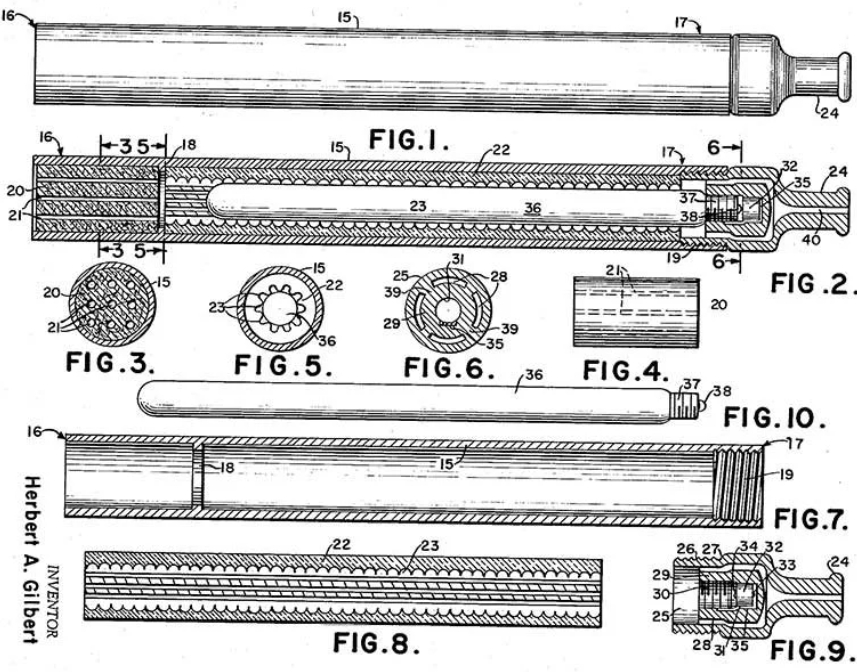 16 15 17
24
FIG.1.
16 3 5 18 15 22 17 6 32 35 24
20 21 23 36 37 38 40
3 5 31 19 6
FIG.2.
20 15 21
FIG.3.
15 22 23 36
FIG.5.
25 28 39 29 39 35
FIG.6.
21 20
FIG.4.
36 37 38
FIG.10.
16 18 15 17 19
FIG.7.
22 23
FIG.8.
26 27 34 32 33 24
29 30 25
28 31 35
FIG.9.
INVENTOR
Herbert A. Gilbert